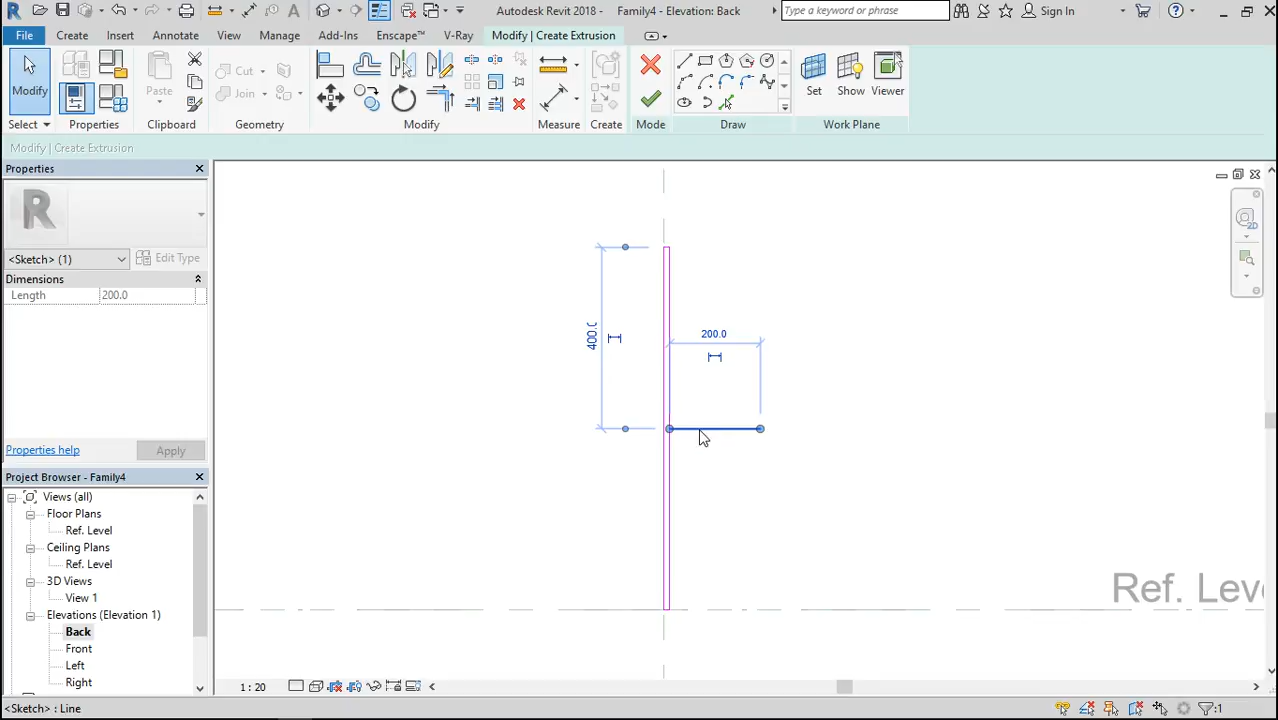 Autodesk Revit 2018 - Family4 - Elevation: Back
Type a keyword or phrase
Sign In
File Create Insert Annotate View Manage Add-Ins Enscape™ V-Ray Modify | Create Extrusion
Modify
Paste
Cut
Join
Set
Show
Viewer
Select Properties Clipboard Geometry Modify Measure Create Mode Draw Work Plane
Modify | Create Extrusion
Properties
R
<Sketch> (1)
Edit Type
Dimensions
Length 200.0
Properties help
Apply
Project Browser - Family4
Views (all)
Floor Plans
Ref. Level
Ceiling Plans
Ref. Level
3D Views
View 1
Elevations (Elevation 1)
Back
Front
Left
Right
400.0
200.0
2D
Ref. Leve
1 : 20
<Sketch> : Line
:1